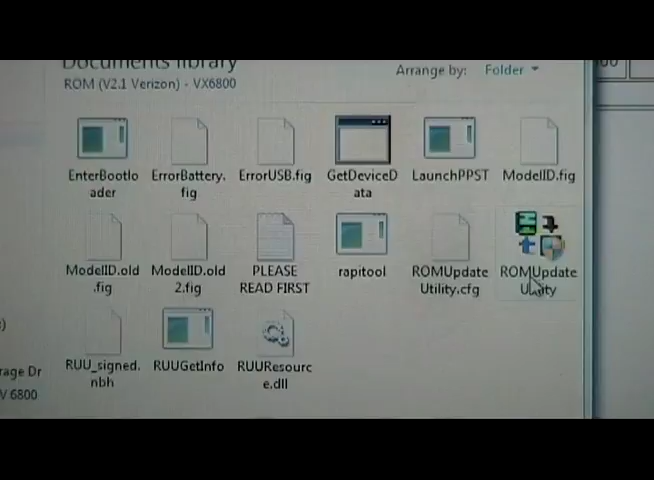 Documents library
ROM (V2.1 Verizon) - VX6800
Arrange by: Folder
EnterBootlo
ader
ErrorBattery.
fig
ErrorUSB.fig
GetDeviceD
ata
LaunchPPST
ModelID.fig
ModelID.old
.fig
ModelID.old
2.fig
PLEASE
READ FIRST
rapitool
ROMUpdate
Utility.cfg
ROMUpdate
Utility
RUU_signed.
nbh
RUUGetInfo
RUUResourc
e.dll
rage Dr
V 6800